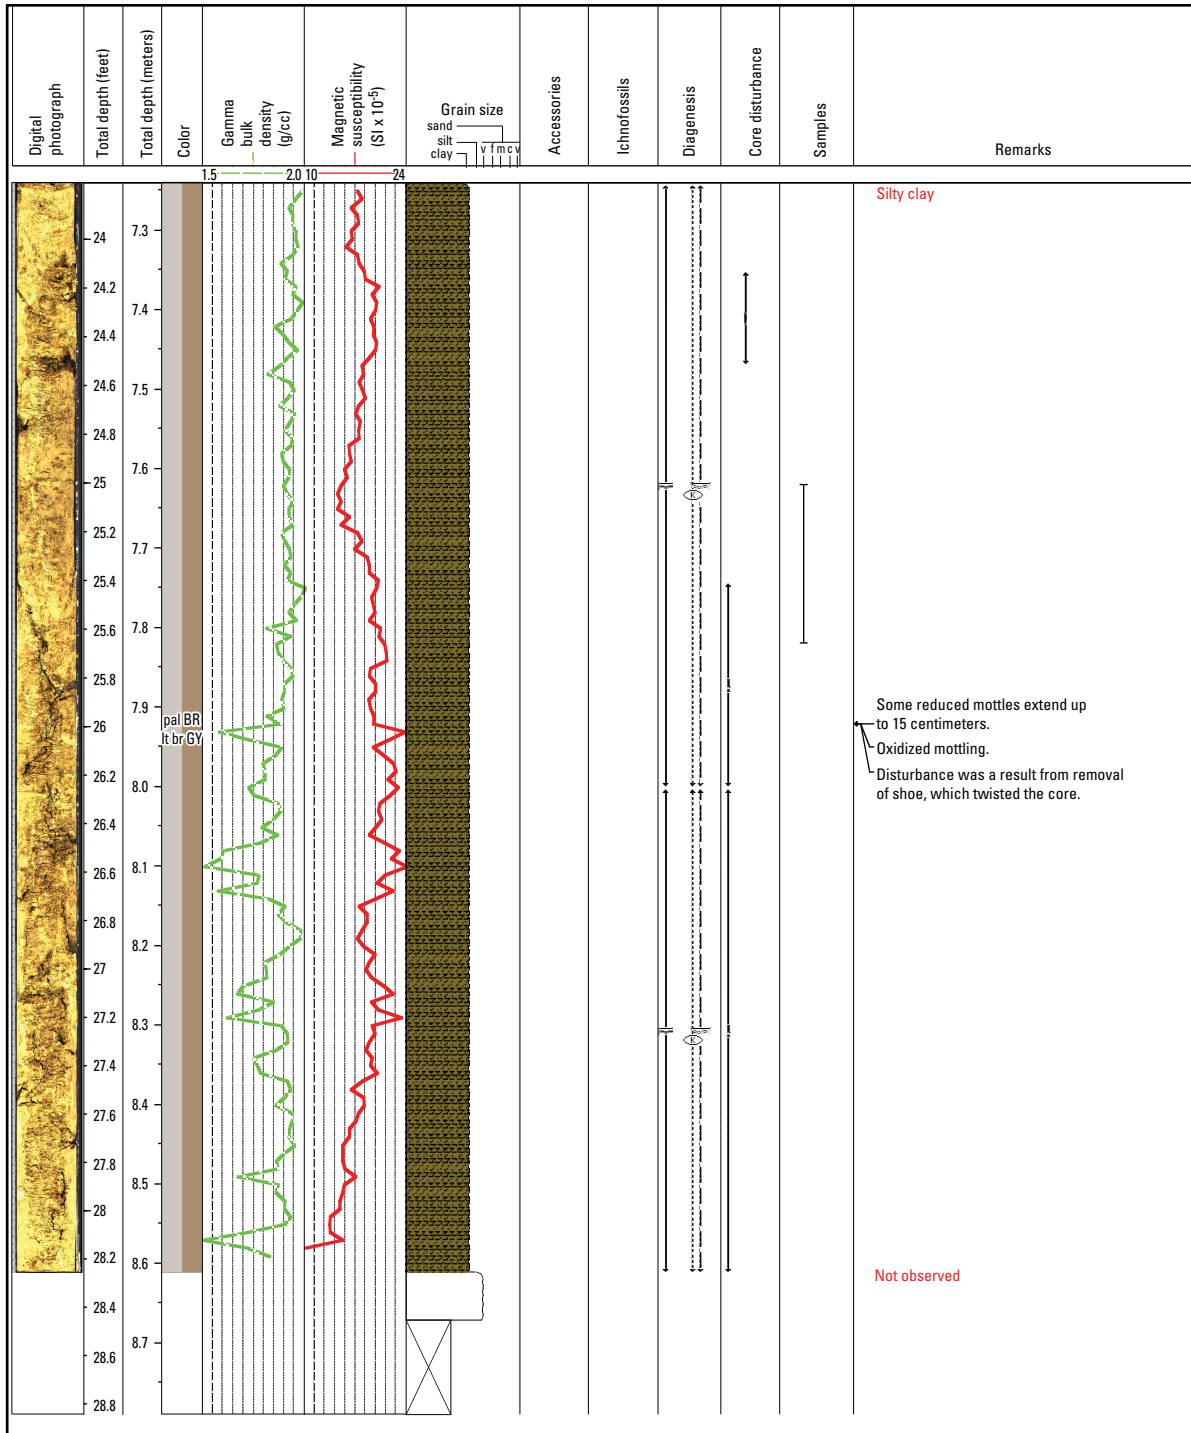 Digital
photograph
Total depth (feet)
Total depth (meters)
Color
Gamma
bulk
density
(g/cc)
Magnetic
susceptibility
(SI x 10-5)
Grain size
sand
silt
clay
v f m c v
Accessories
Ichnofossils
Diagenesis
Core disturbance
Samples
Remarks
1.5 2.0 10 24
Silty clay
24
24.2
24.4
24.6
24.8
25
25.2
25.4
25.6
25.8
26
26.2
26.4
26.6
26.8
27
27.2
27.4
27.6
27.8
28
28.2
28.4
28.6
28.8
7.3
7.4
7.5
7.6
7.7
7.8
7.9
8.0
8.1
8.2
8.3
8.4
8.5
8.6
8.7
pal BR
lt br GY
K
K
Some reduced mottles extend up
to 15 centimeters.
Oxidized mottling.
Disturbance was a result from removal
of shoe, which twisted the core.
Not observed